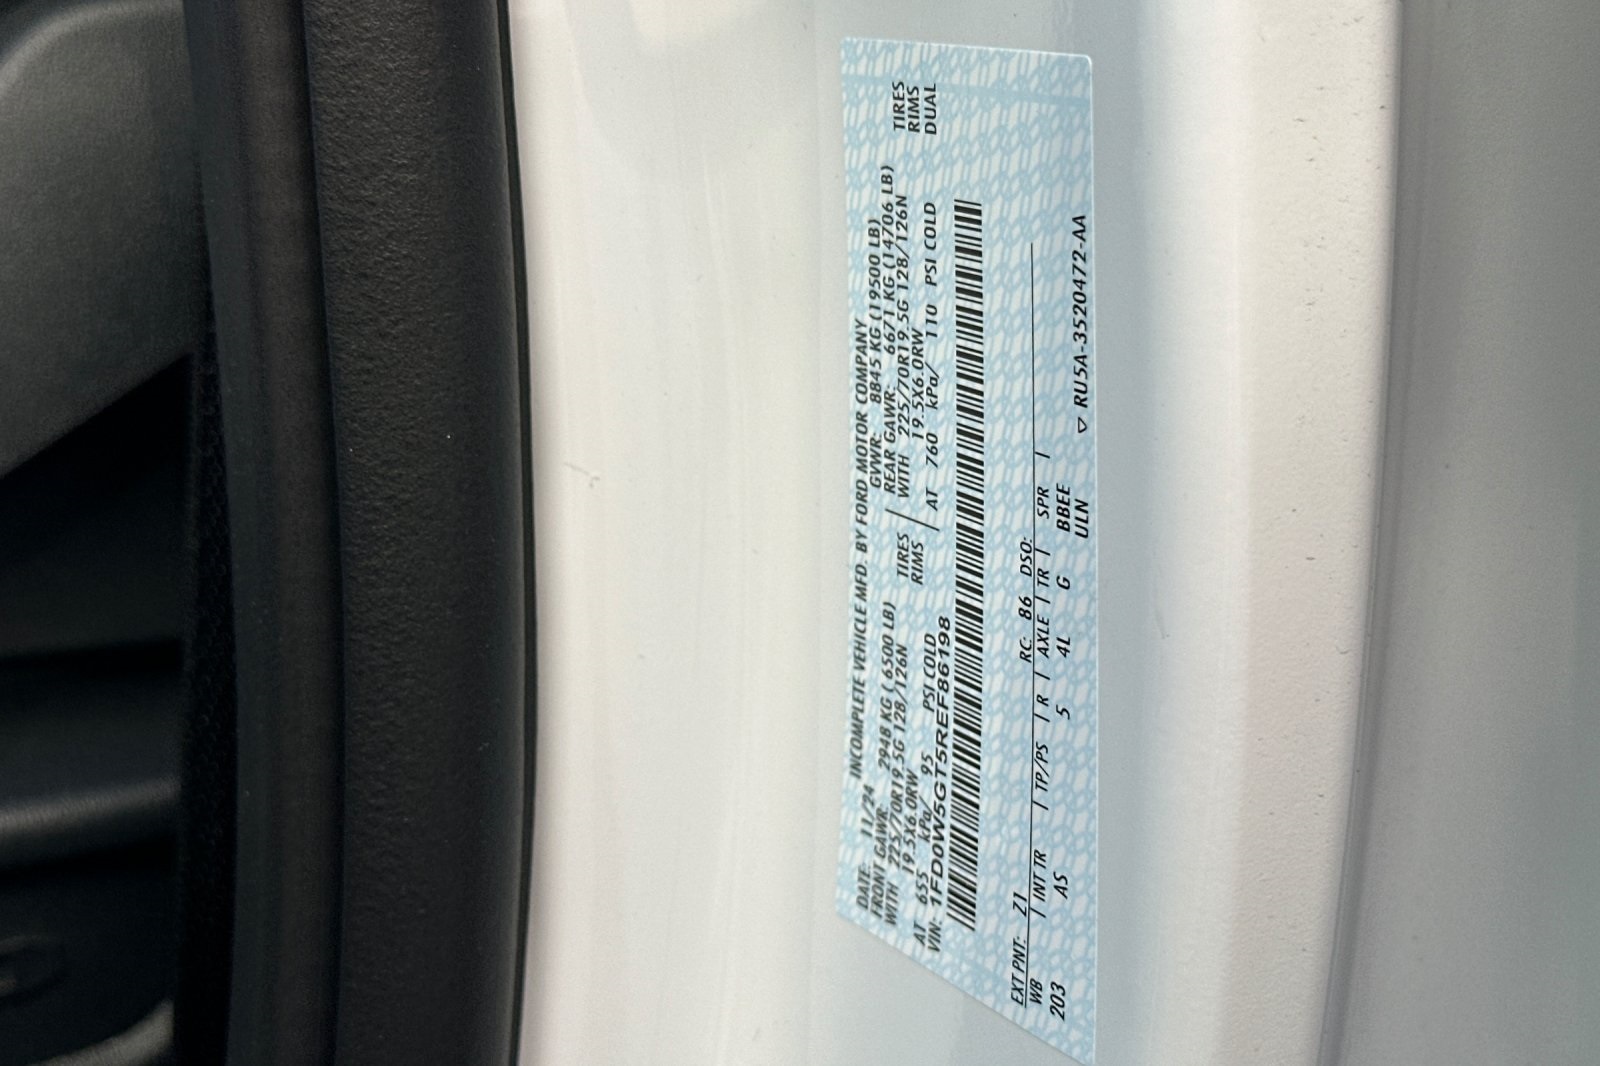 DATE: 11/24 INCOMPLETE VEHICLE MFD. BY FORD MOTOR COMPANY
FRONT GAWR: 2948 KG ( 6500 LB) GVWR: 8845 KG (19500 LB)
WITH 225/70R19.5G 128/126N TIRES REAR GAWR: 6671 KG (14706 LB) TIRES
19.5X6.0RW RIMS WITH 225/70R19.5G 128/126N RIMS
AT 655 kPa/ 95 PSI COLD 19.5X6.0RW DUAL
AT 760 kPa/ 110 PSI COLD
VIN: 1FD0W5GT5REF86198
EXT PNT: Z1 RC: 86 DSO:
WB / INT TR / TP/PS / R / AXLE / TR / SPR /
203 AS 5 4L G BBEE
ULN
▽ RU5A-3520472-AA